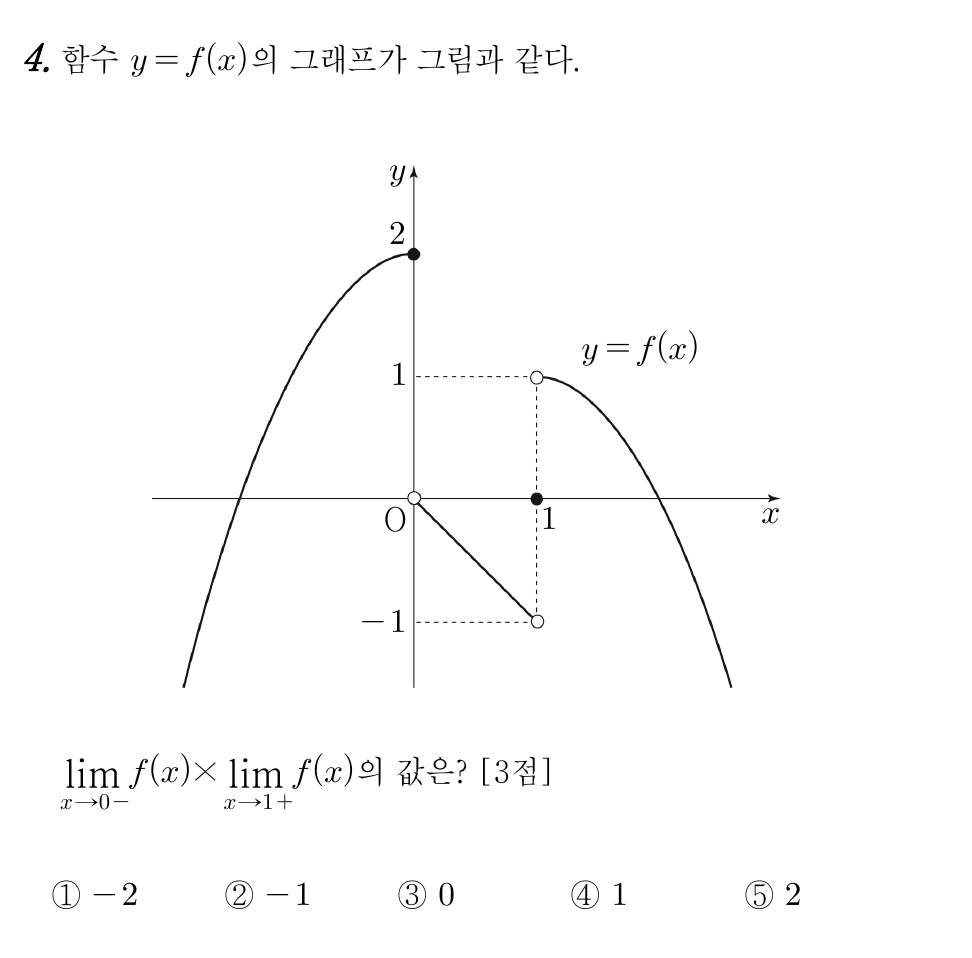 4. 함수 y=f(x)의 그래프가 그림과 같다.
y
2
y=f(x)
1
O
1
x
-1
lim f(x)× lim f(x)의 값은? [3점]
x→0- x→1+
① -2 ② -1 ③ 0 ④ 1 ⑤ 2